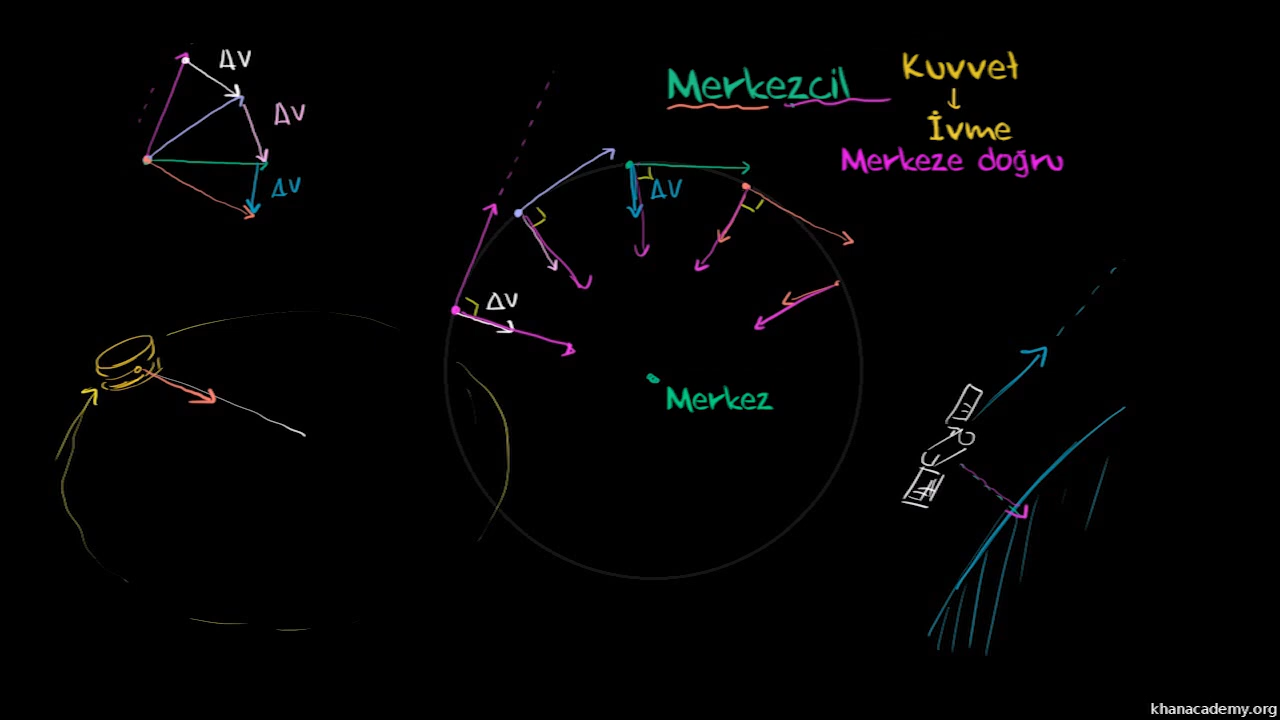 ΔV
ΔV
ΔV
Merkezcil
Kuvvet
↓
İvme
Merkeze doğru
ΔV
ΔV
Merkez
khanacademy.org